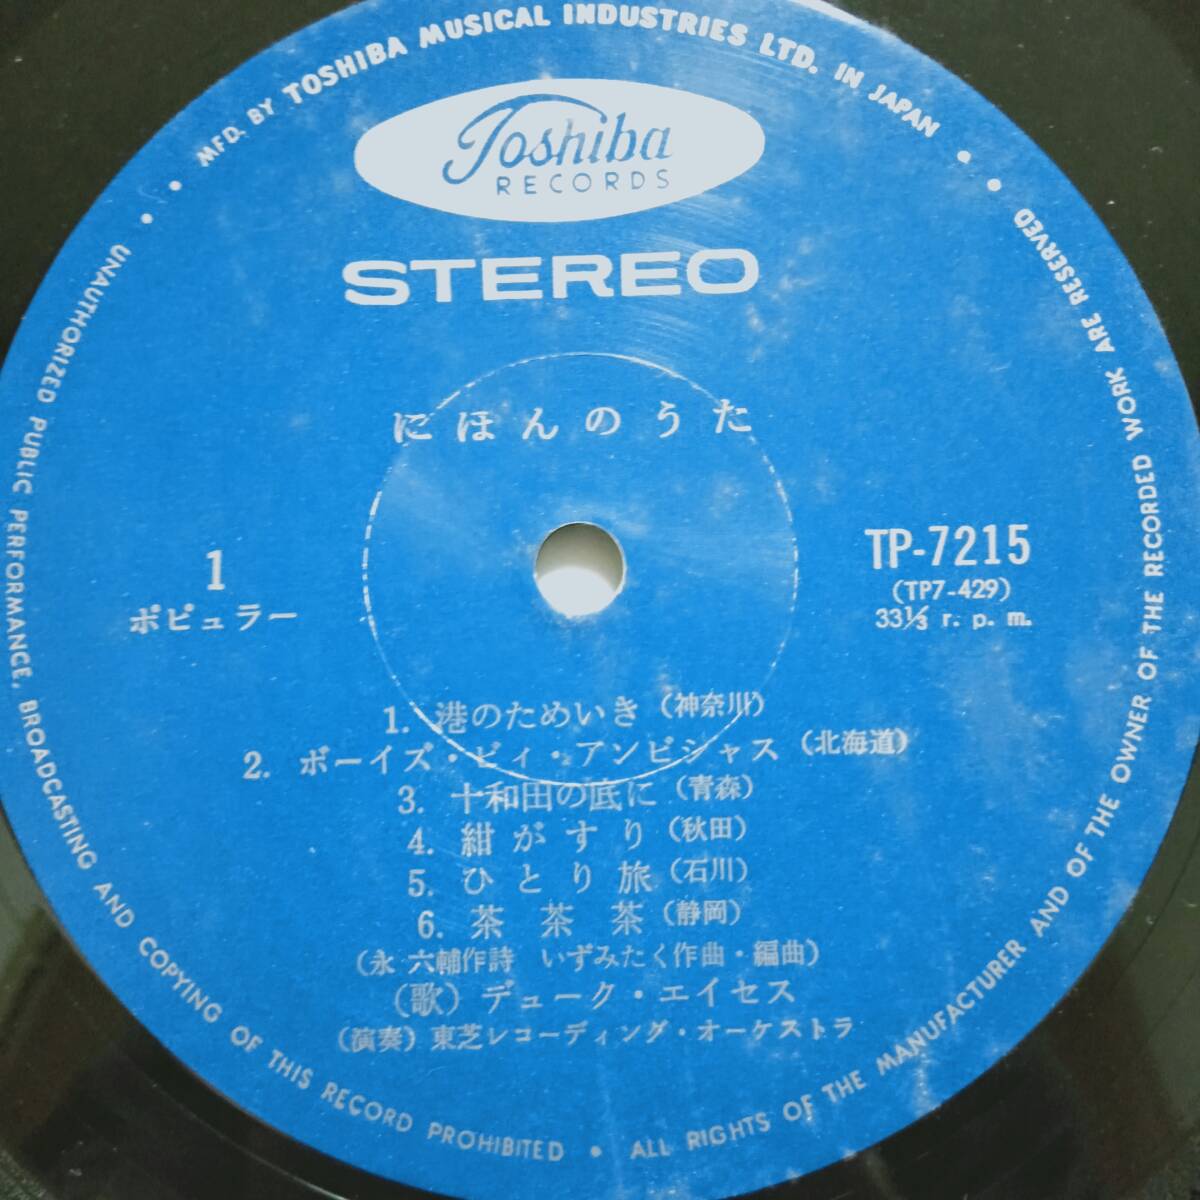 MFD. BY TOSHIBA MUSICAL INDUSTRIES LTD. IN JAPAN
Toshiba
RECORDS
STEREO
にほんのうた
1
ポピュラー
TP-7215
(TP7-429)
33⅓ r. p. m.
1. 港のためいき（神奈川）
2. ボーイズ・ビィ・アンビシャス（北海道）
3. 十和田の底に（青森）
4. 紺がすり（秋田）
5. ひとり旅（石川）
6. 茶茶茶（静岡）
（永 六輔作詩 いずみたく作曲・編曲）
（歌）デューク・エイセス
（演奏）東芝レコーディング・オーケストラ
UNAUTHORIZED PUBLIC PERFORMANCE, BROADCASTING AND COPYING OF THIS RECORD PROHIBITED • ALL RIGHTS OF THE MANUFACTURER AND OF THE OWNER OF THE RECORDED WORK ARE RESERVED